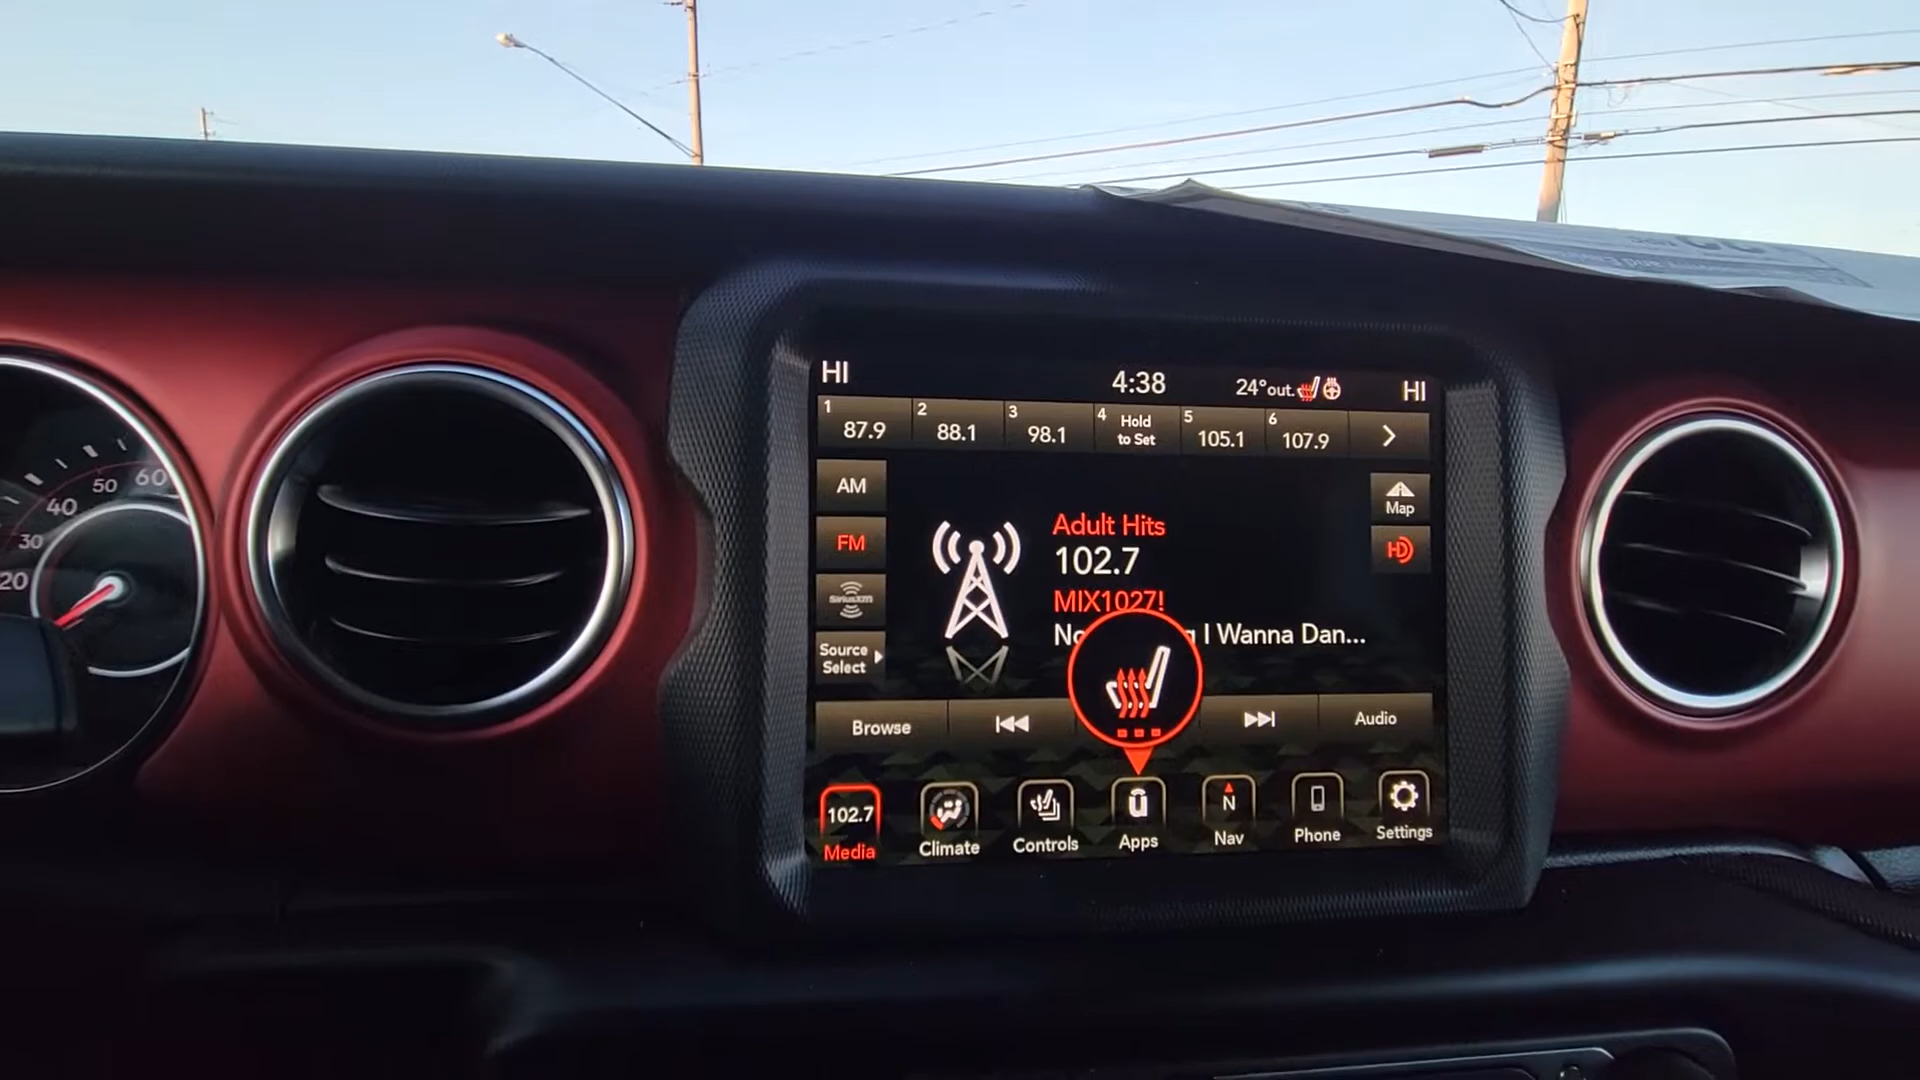 HI
4:38
24°out.
HI
1
87.9
2
88.1
3
98.1
4
Hold
to Set
5
105.1
6
107.9
AM
FM
SiriusXM
Source
Select
Adult Hits
102.7
MIX1027!
I Wanna Dan...
Map
HD
Browse
Audio
102.7
Media
Climate
Controls
Apps
N
Nav
Phone
Settings
60
50
40
30
20